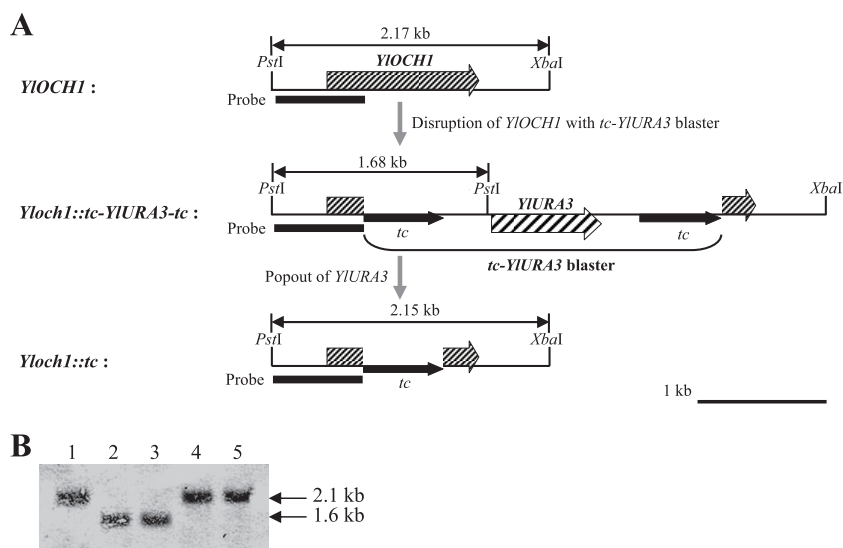 A
2.17 kb
PstI
YlOCH1
XbaI
YlOCH1 :
Probe
Disruption of YlOCH1 with tc-YlURA3 blaster
1.68 kb
PstI
PstI
YlURA3
XbaI
Yloch1::tc-YlURA3-tc :
Probe
tc
tc
tc-YlURA3 blaster
Popout of YlURA3
2.15 kb
PstI
XbaI
Yloch1::tc :
Probe
tc
1 kb
B
1 2 3 4 5
2.1 kb
1.6 kb